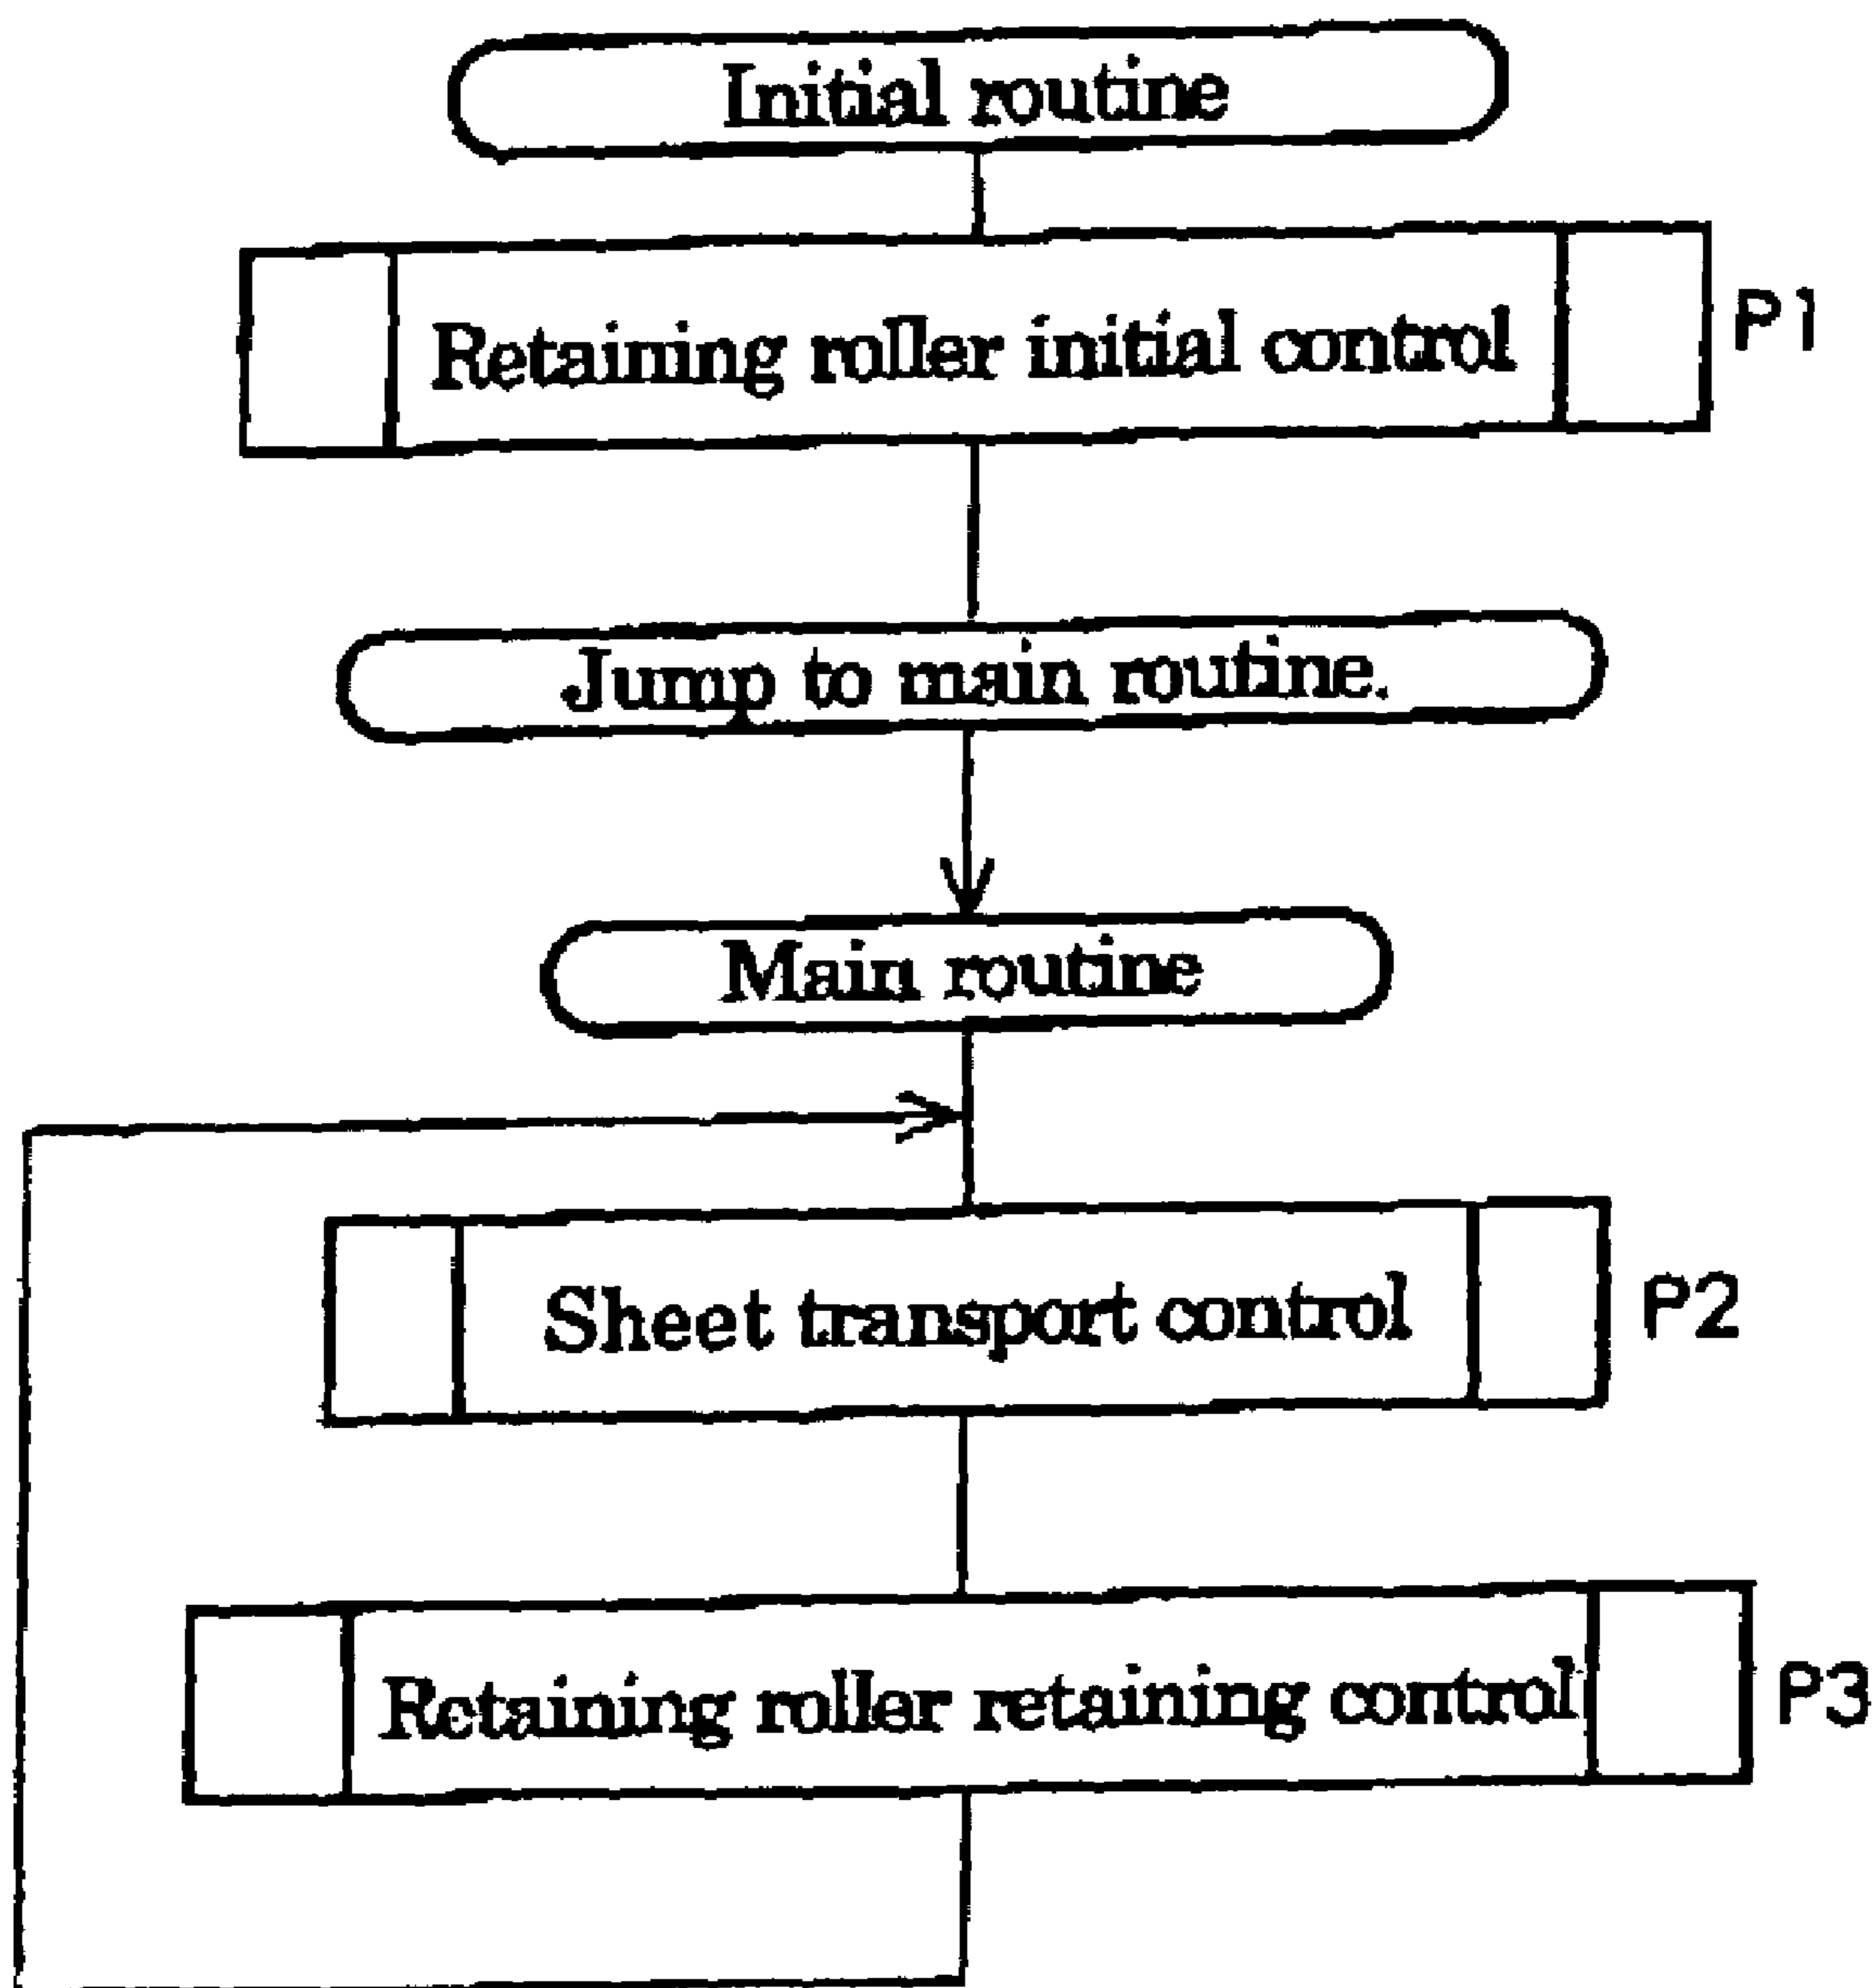 Initial routine
Retaining roller initial control
P1
Jump to main routine.
Main routine
Sheet transport control
P2
Retaining roller retaining control
P3